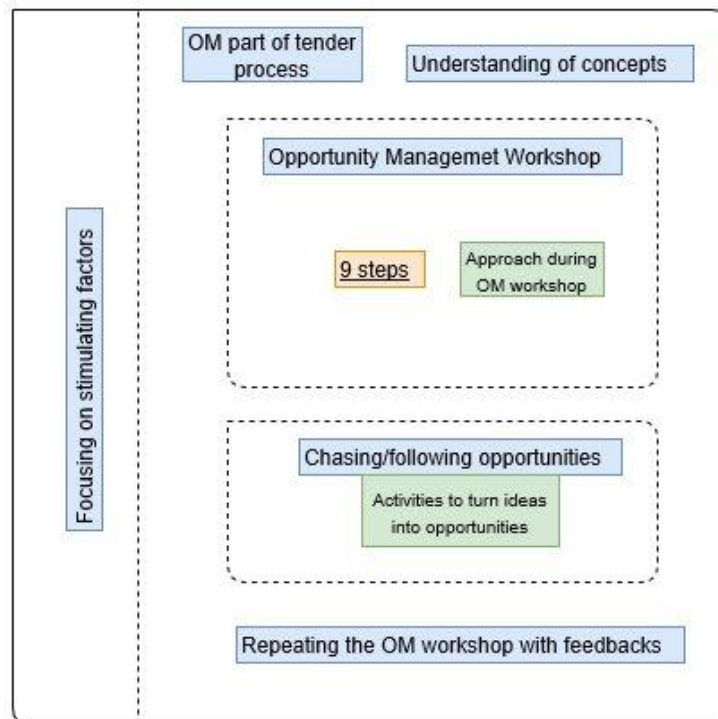 OM part of tender
process
Understanding of concepts
Opportunity Managemet Workshop
9 steps
Approach during
OM workshop
Focusing on stimulating factors
Chasing/following opportunities
Activities to turn ideas
into opportunities
Repeating the OM workshop with feedbacks